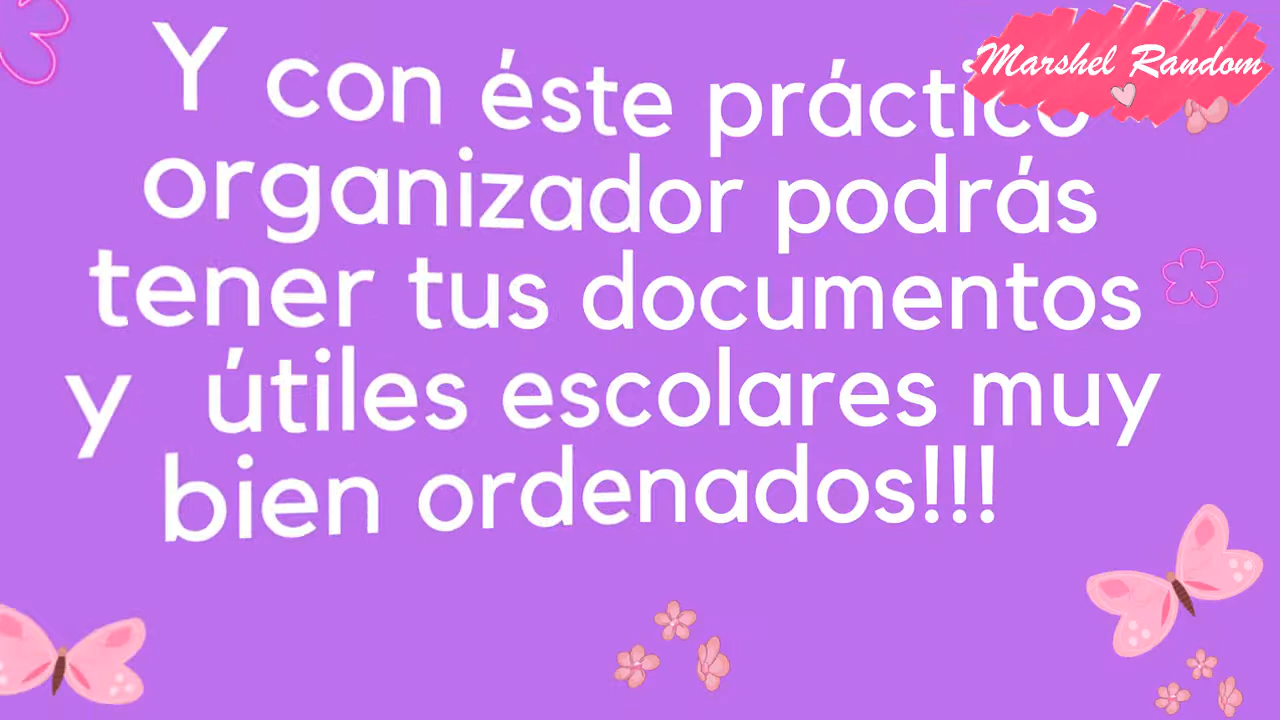 Marshel Random
Y con éste práctico
organizador podrás
tener tus documentos
y útiles escolares muy
bien ordenados!!!